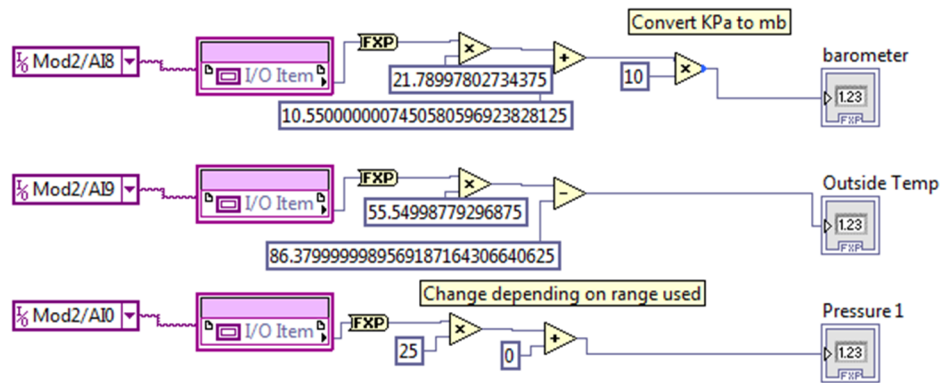 Convert KPa to mb
I/O Mod2/AI8
I/O Item
FXP
21.78997802734375
10.5500000007450580596923828125
10
barometer
1.23
FXP
I/O Mod2/AI9
I/O Item
FXP
55.54998779296875
86.37999999989569187164306640625
Outside Temp
1.23
FXP
Change depending on range used
I/O Mod2/AI0
I/O Item
FXP
25
0
Pressure 1
1.23
FXP